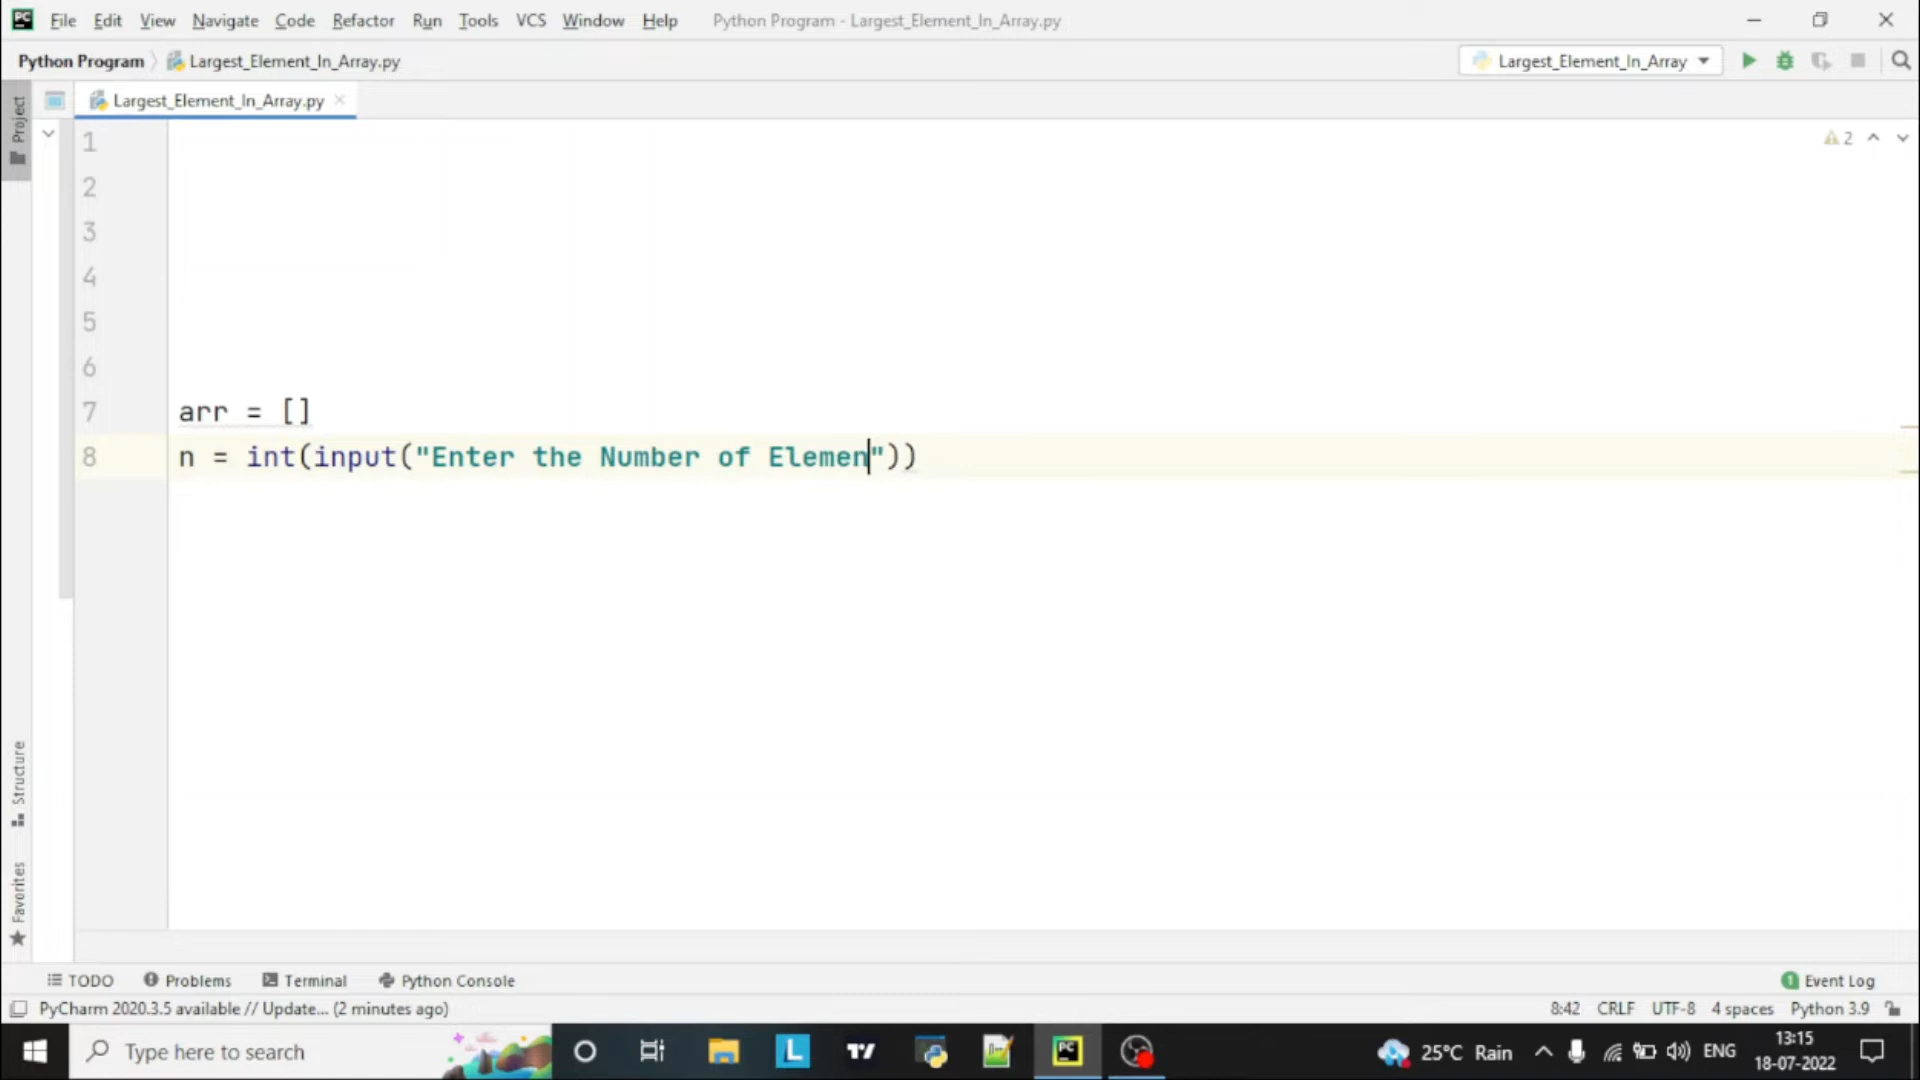 File Edit View Navigate Code Refactor Run Tools VCS Window Help Python Program - Largest_Element_In_Array.py
Python Program Largest_Element_In_Array.py Largest_Element_In_Array
Largest_Element_In_Array.py
Project
2
1
2
3
4
5
6
7 arr = []
8 n = int(input("Enter the Number of Elemen"))
Structure
Favorites
TODO Problems Terminal Python Console 1 Event Log
PyCharm 2020.3.5 available // Update... (2 minutes ago) 8:42 CRLF UTF-8 4 spaces Python 3.9
Type here to search 25°C Rain ENG 13:15
18-07-2022